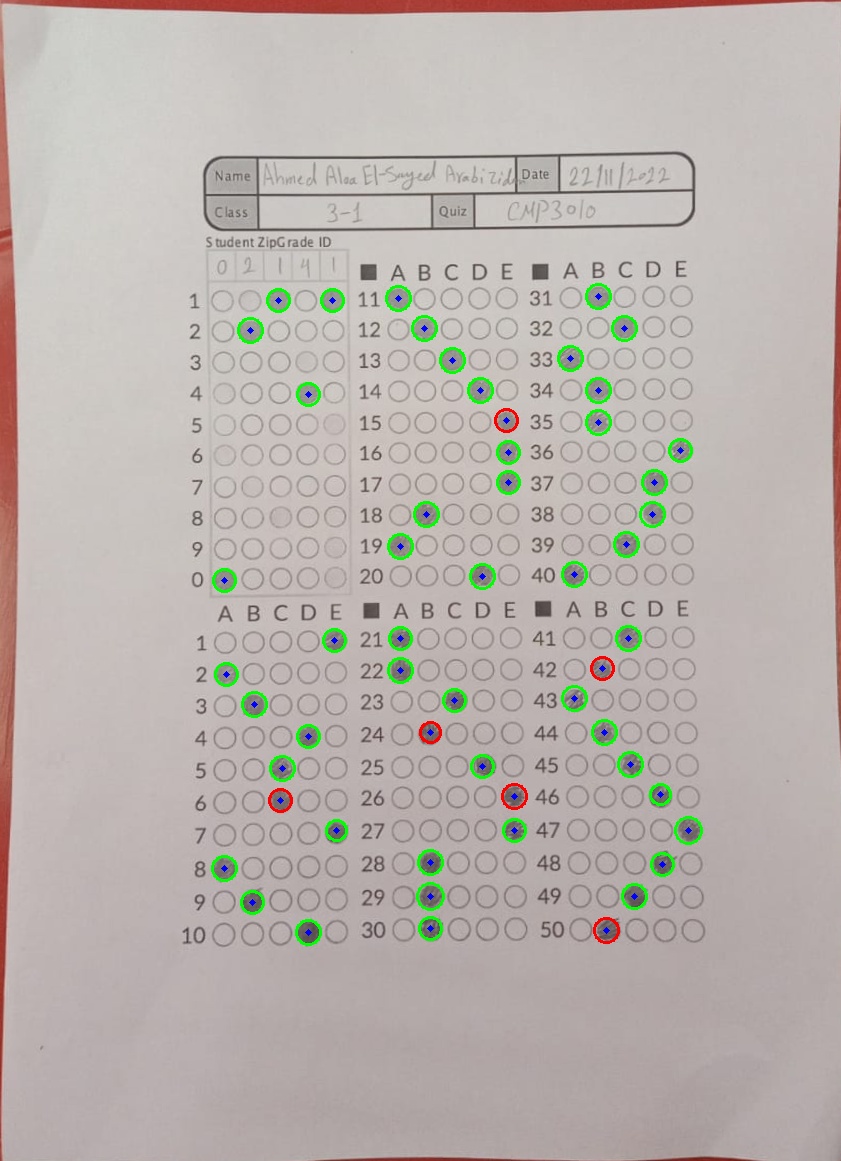 Name Ahmed Alaa El-Sayed Arabi Date 22/11/2022
Class 3-1 Quiz CMP3010
Student ZipGrade ID
0 2 1 4 1
A B C D E
A B C D E
1 11 31
2 12 32
3 13 33
4 14 34
5 15 35
6 16 36
7 17 37
8 18 38
9 19 39
0 20 40
A B C D E
A B C D E
A B C D E
1 21 41
2 22 42
3 23 43
4 24 44
5 25 45
6 26 46
7 27 47
8 28 48
9 29 49
10 30 50